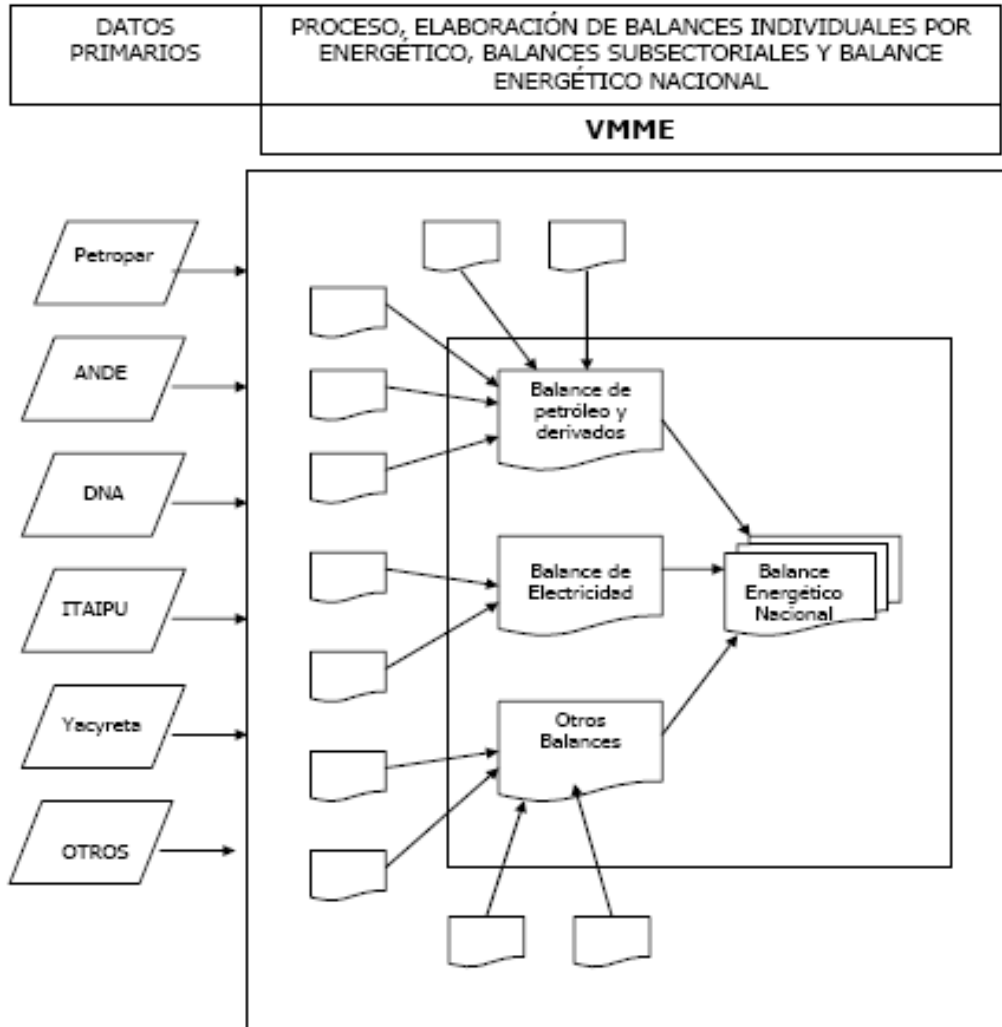 DATOS
PRIMARIOS
PROCESO, ELABORACIÓN DE BALANCES INDIVIDUALES POR
ENERGÉTICO, BALANCES SUBSECTORIALES Y BALANCE
ENERGÉTICO NACIONAL
VMME
Petropar
ANDE
DNA
ITAIPU
Yacyreta
OTROS
Balance de
petróleo y
derivados
Balance de
Electricidad
Otros
Balances
Balance
Energético
Nacional